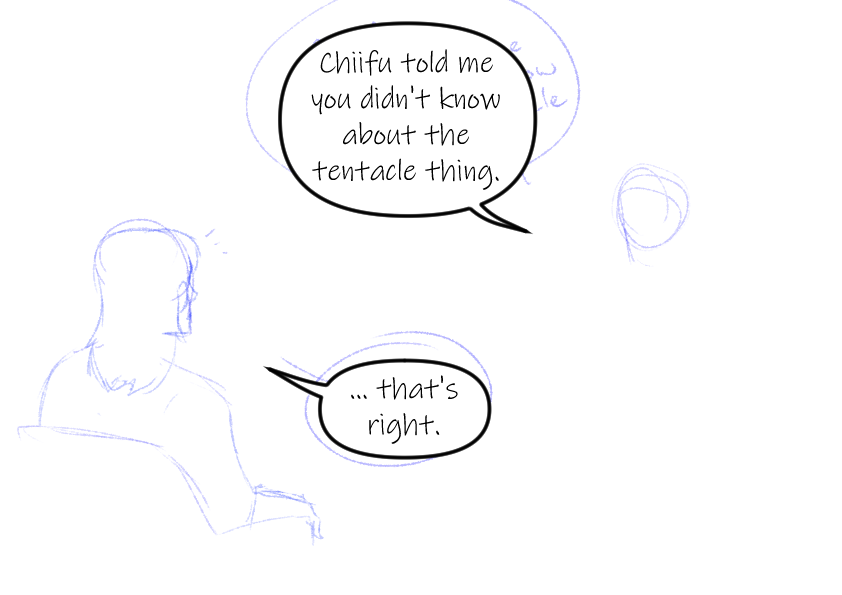 Chiifu told me
you didn't know
about the
tentacle thing.
... that's
right.